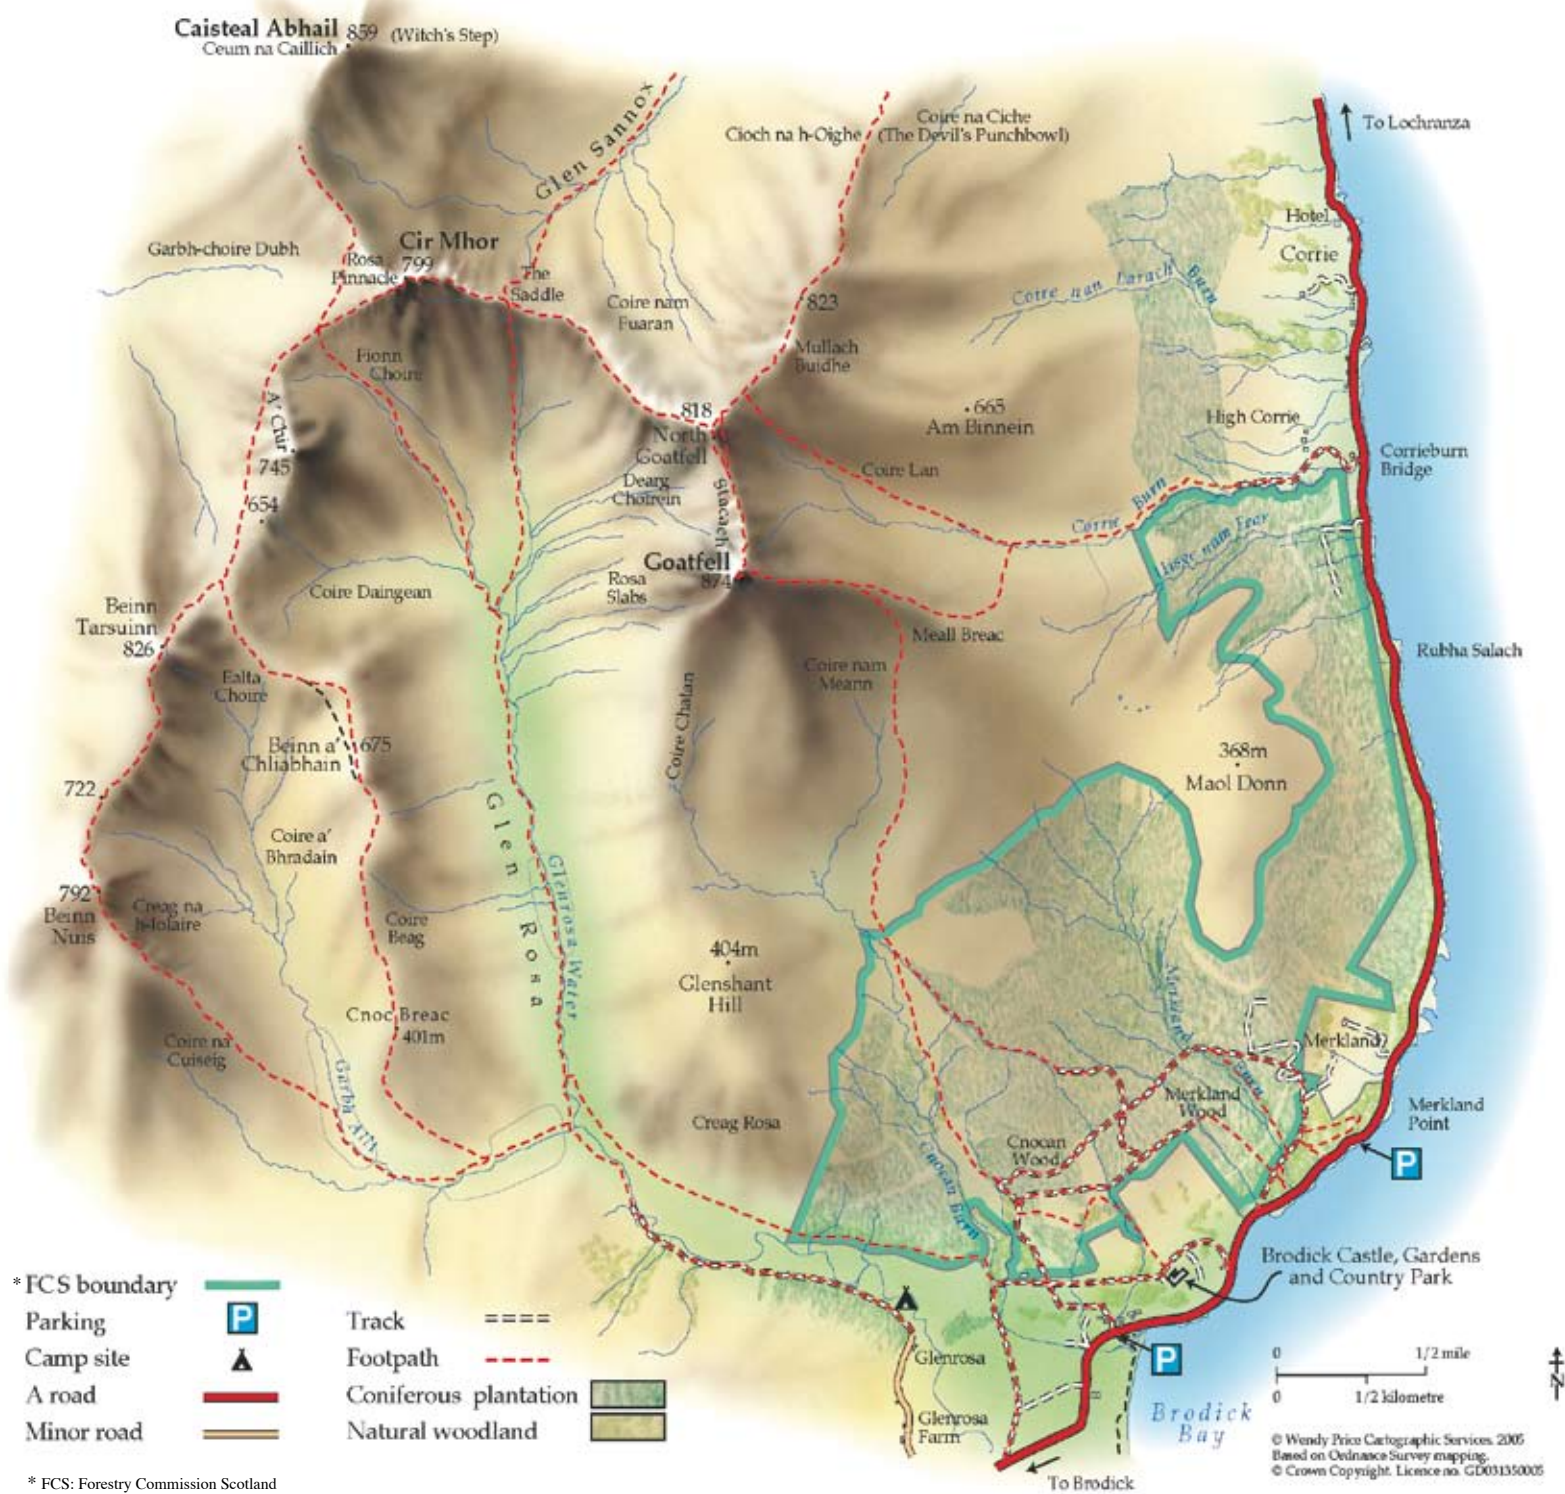 Caisteal Abhail 859 (Witch's Step)
Ceum na Caillich
Glen Sannox
Cioch na h-Oighe
Coire na Ciche
(The Devil's Punchbowl)
To Lochranza
Hotel
Corrie
Garbh-choire Dubh
Cir Mhor
799
Rosa
Pinnacle
The
Saddle
Coire nam
Fuaran
823
Mullach
Buidhe
Coire nan Larach Burn
Fionn
Choire
A' Chir
745
654
818
North
Goatfell
665
Am Binnein
High Corrie
Corrieburn
Bridge
Coire Lan
Dearg
Choirein
Stacach
Corrie Burn
Uisge nam Fear
Goatfell
874
Rosa
Slabs
Coire Daingean
Beinn
Tarsuinn
826
Meall Breac
Rubha Salach
Coire nam
Meann
Ealta
Choire
Coire Chatan
Beinn a'
Chliabhain
675
368m
Maol Donn
722
Glen Rosa
Coire a'
Bhradain
Glenrosa Water
792
Beinn
Nuis
Creag na
h-Iolaire
Coire
Beag
404m
Glenshant
Hill
Merkland Burn
Cnoc Breac
401m
Coire na
Cuiseig
Garbh Allt
Merkland
Merkland
Wood
Merkland
Point
P
Creag Rosa
Cnocan
Wood
Cnocan Burn
Brodick Castle, Gardens
and Country Park
* FCS boundary
Parking P
Camp site
A road
Minor road
Track
Footpath
Coniferous plantation
Natural woodland
Glenrosa
Glenrosa
Farm
P
0 1/2 mile
0 1/2 kilometre
N
Brodick
Bay
To Brodick
© Wendy Price Cartographic Services. 2005
Based on Ordnance Survey mapping.
© Crown Copyright. Licence no. GD031350005
* FCS: Forestry Commission Scotland